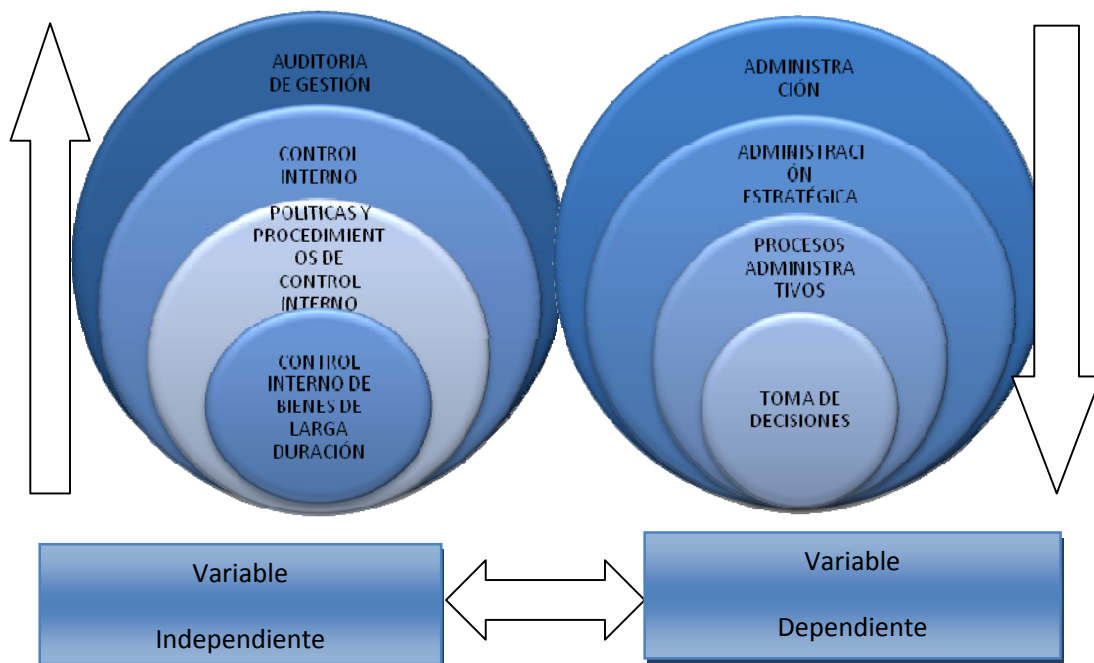 AUDITORIA
DE GESTIÓN
CONTROL
INTERNO
POLITICAS Y
PROCEDIMIENT
OS DE
CONTROL
INTERNO
CONTROL
INTERNO DE
BIENES DE
LARGA
DURACIÓN
ADMINISTRA
CIÓN
ADMINISTRACI
ÓN
ESTRATÉGICA
PROCESOS
ADMINISTRA
TIVOS
TOMA DE
DECISIONES
Variable
Independiente
Variable
Dependiente